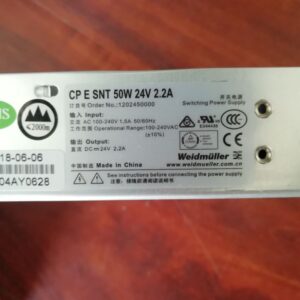 CP E SNT 50W 24V 2.2A
订货号 Order No.:1202450000
开关电源
Switching Power Supply
输入 Input:
交流 AC 100-240V 1.5A 50/60Hz
工作范围 Operational Range:100-240VAC
(±10%)
输出 Output:
直流 DC 24V 2.2A
中国制造 Made in China
Weidmüller
www.weidmueller.com.cn
See instructions before connecting the power supply
≤2000m
18-06-06
04AY0628